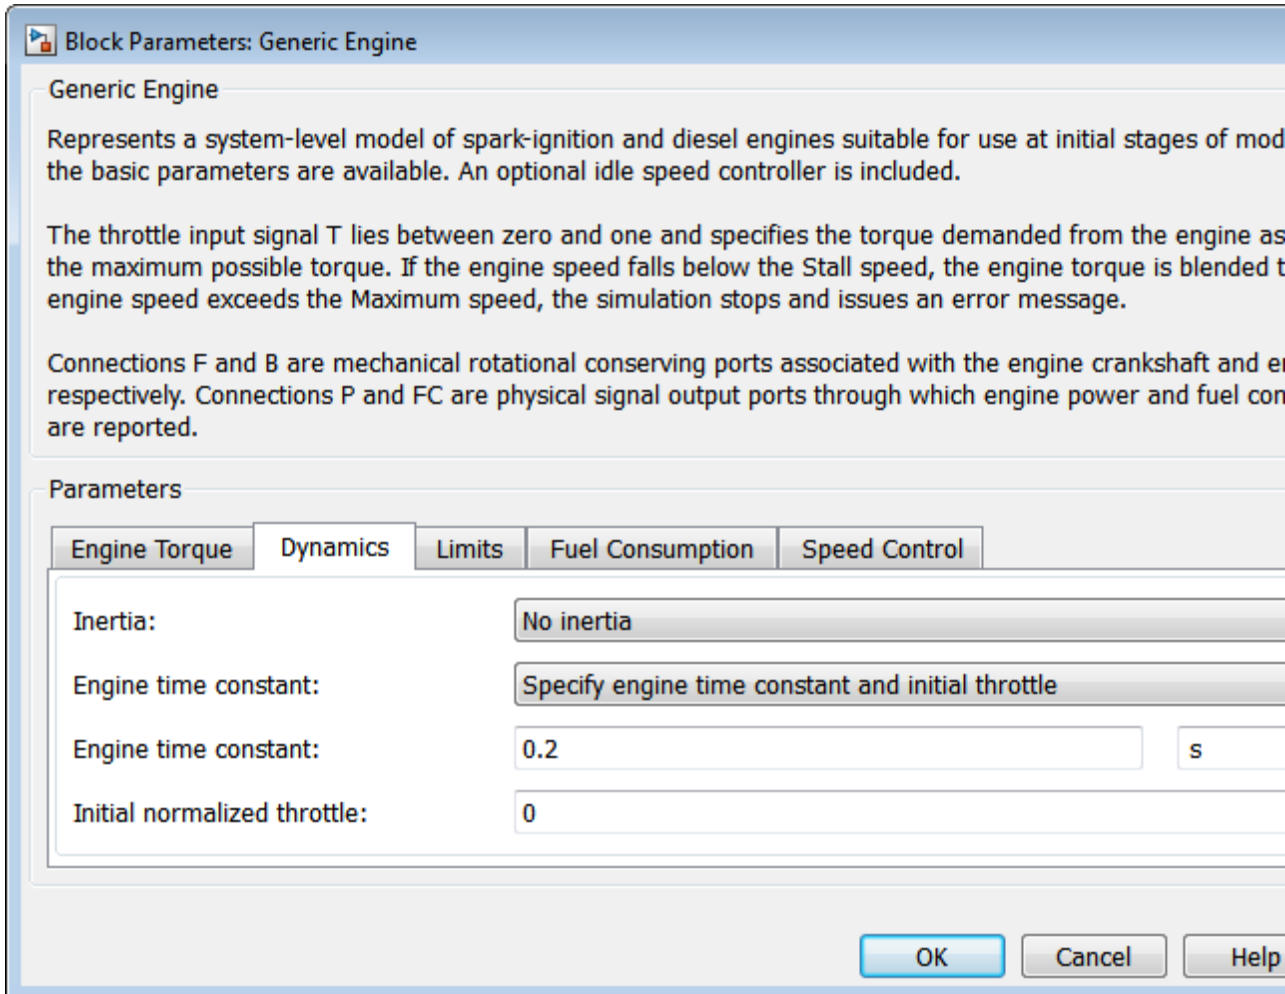 Block Parameters: Generic Engine
Generic Engine
Represents a system-level model of spark-ignition and diesel engines suitable for use at initial stages of mod
the basic parameters are available. An optional idle speed controller is included.
The throttle input signal T lies between zero and one and specifies the torque demanded from the engine as
the maximum possible torque. If the engine speed falls below the Stall speed, the engine torque is blended t
engine speed exceeds the Maximum speed, the simulation stops and issues an error message.
Connections F and B are mechanical rotational conserving ports associated with the engine crankshaft and e
respectively. Connections P and FC are physical signal output ports through which engine power and fuel con
are reported.
Parameters
Engine Torque Dynamics Limits Fuel Consumption Speed Control
Inertia: No inertia
Engine time constant: Specify engine time constant and initial throttle
Engine time constant: 0.2 s
Initial normalized throttle: 0
OK Cancel Help